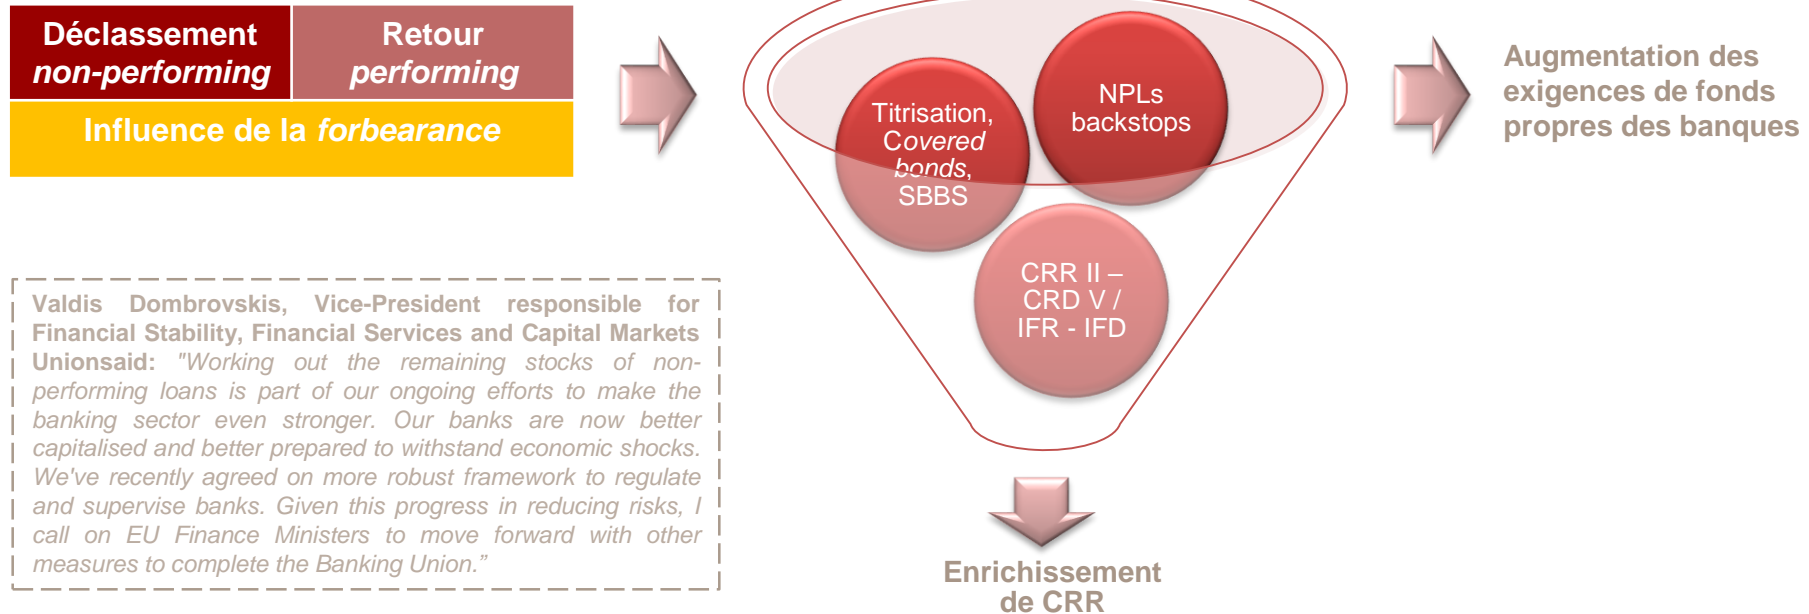 Déclassement
non-performing
Retour
performing
Influence de la forbearance
Titrisation,
Covered
bonds,
SBBS
NPLs
backstops
CRR II –
CRD V /
IFR - IFD
Augmentation des
exigences de fonds
propres des banques
Valdis Dombrovskis, Vice-President responsible for
Financial Stability, Financial Services and Capital Markets
Unionsaid: "Working out the remaining stocks of non-
performing loans is part of our ongoing efforts to make the
banking sector even stronger. Our banks are now better
capitalised and better prepared to withstand economic shocks.
We've recently agreed on more robust framework to regulate
and supervise banks. Given this progress in reducing risks, I
call on EU Finance Ministers to move forward with other
measures to complete the Banking Union.”
Enrichissement
de CRR